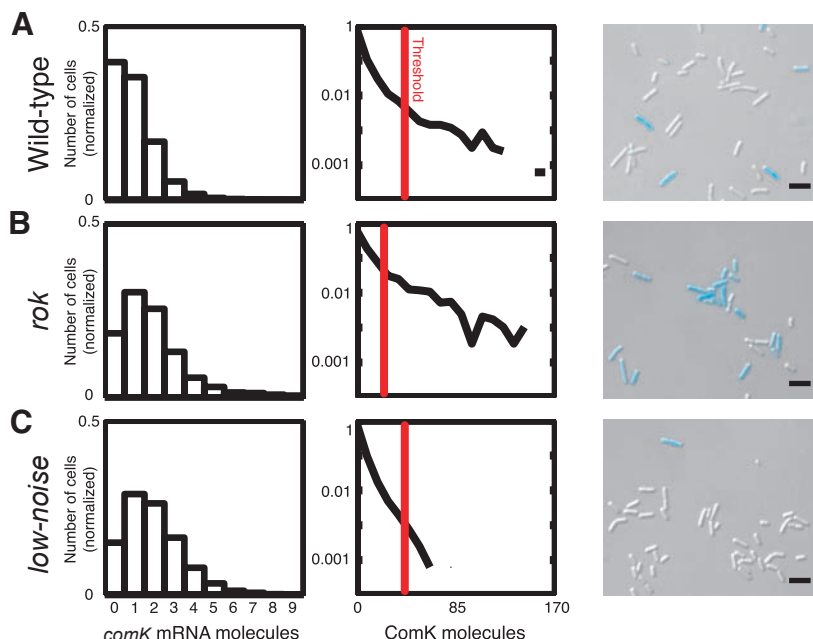 A
Wild-type
Number of cells
(normalized)
0.5
0
1
0.01
0.001
Threshold
B
rok
Number of cells
(normalized)
0.5
0
1
0.01
0.001
C
low-noise
Number of cells
(normalized)
0.5
0
0 1 2 3 4 5 6 7 8 9
comK mRNA molecules
1
0.01
0.001
0 85 170
ComK molecules